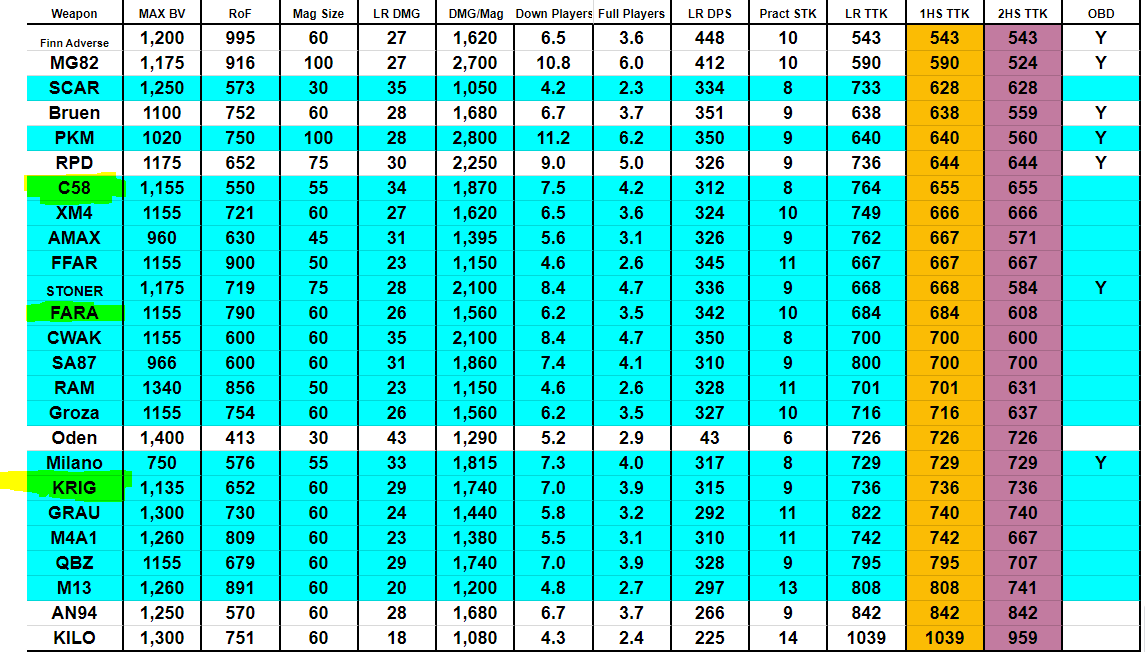 Weapon MAX BV RoF Mag Size LR DMG DMG/Mag Down Players Full Players LR DPS Pract STK LR TTK 1HS TTK 2HS TTK OBD
Finn Adverse 1,200 995 60 27 1,620 6.5 3.6 448 10 543 543 543 Y
MG82 1,175 916 100 27 2,700 10.8 6.0 412 10 590 590 524 Y
SCAR 1,250 573 30 35 1,050 4.2 2.3 334 8 733 628 628
Bruen 1100 752 60 28 1,680 6.7 3.7 351 9 638 638 559 Y
PKM 1020 750 100 28 2,800 11.2 6.2 350 9 640 640 560 Y
RPD 1175 652 75 30 2,250 9.0 5.0 326 9 736 644 644 Y
C58 1,155 550 55 34 1,870 7.5 4.2 312 8 764 655 655
XM4 1155 721 60 27 1,620 6.5 3.6 324 10 749 666 666
AMAX 960 630 45 31 1,395 5.6 3.1 326 9 762 667 571
FFAR 1155 900 50 23 1,150 4.6 2.6 345 11 667 667 667
STONER 1,175 719 75 28 2,100 8.4 4.7 336 9 668 668 584 Y
FARA 1155 790 60 26 1,560 6.2 3.5 342 10 684 684 608
CWAK 1155 600 60 35 2,100 8.4 4.7 350 8 700 700 600
SA87 966 600 60 31 1,860 7.4 4.1 310 9 800 700 700
RAM 1340 856 50 23 1,150 4.6 2.6 328 11 701 701 631
Groza 1155 754 60 26 1,560 6.2 3.5 327 10 716 716 637
Oden 1,400 413 30 43 1,290 5.2 2.9 43 6 726 726 726
Milano 750 576 55 33 1,815 7.3 4.0 317 8 729 729 729 Y
KRIG 1,135 652 60 29 1,740 7.0 3.9 315 9 736 736 736
GRAU 1,300 730 60 24 1,440 5.8 3.2 292 11 822 740 740
M4A1 1,260 809 60 23 1,380 5.5 3.1 310 11 742 742 667
QBZ 1155 679 60 29 1,740 7.0 3.9 328 9 795 795 707
M13 1,260 891 60 20 1,200 4.8 2.7 297 13 808 808 741
AN94 1,250 570 60 28 1,680 6.7 3.7 266 9 842 842 842
KILO 1,300 751 60 18 1,080 4.3 2.4 225 14 1039 1039 959